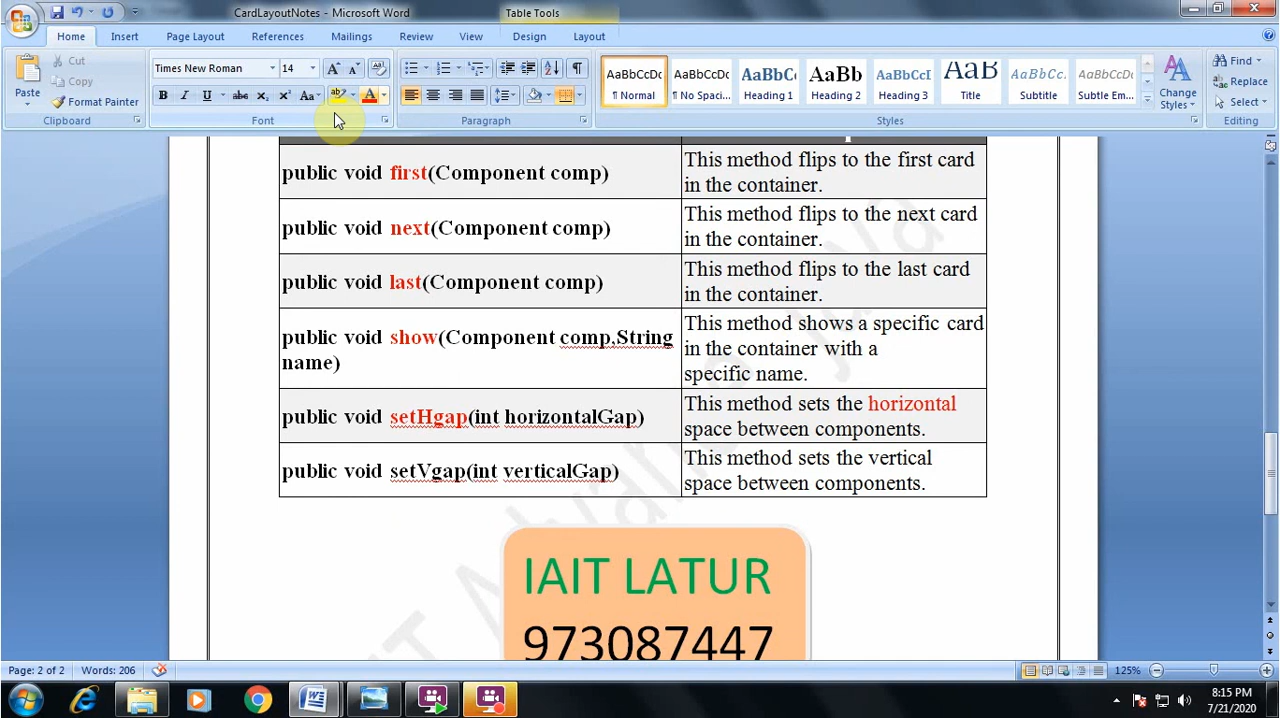 CardLayoutNotes - Microsoft Word
Table Tools
Home Insert Page Layout References Mailings Review View Design Layout
Paste
Cut
Copy
Format Painter
Clipboard
Times New Roman 14
Font
Paragraph
AaBbCcDc AaBbCcDc AaBbC AaBb AaBbCcI AaB AaBbCcI AaBbCcDc
¶ Normal ¶ No Spaci... Heading 1 Heading 2 Heading 3 Title Subtitle Subtle Em...
Change Styles
Styles
Find
Replace
Select
Editing
public void first(Component comp)
This method flips to the first card
in the container.
public void next(Component comp)
This method flips to the next card
in the container.
public void last(Component comp)
This method flips to the last card
in the container.
public void show(Component comp,String
name)
This method shows a specific card
in the container with a
specific name.
public void setHgap(int horizontalGap)
This method sets the horizontal
space between components.
public void setVgap(int verticalGap)
This method sets the vertical
space between components.
IAIT LATUR
973087447
Page: 2 of 2 Words: 206
125%
8:15 PM
7/21/2020